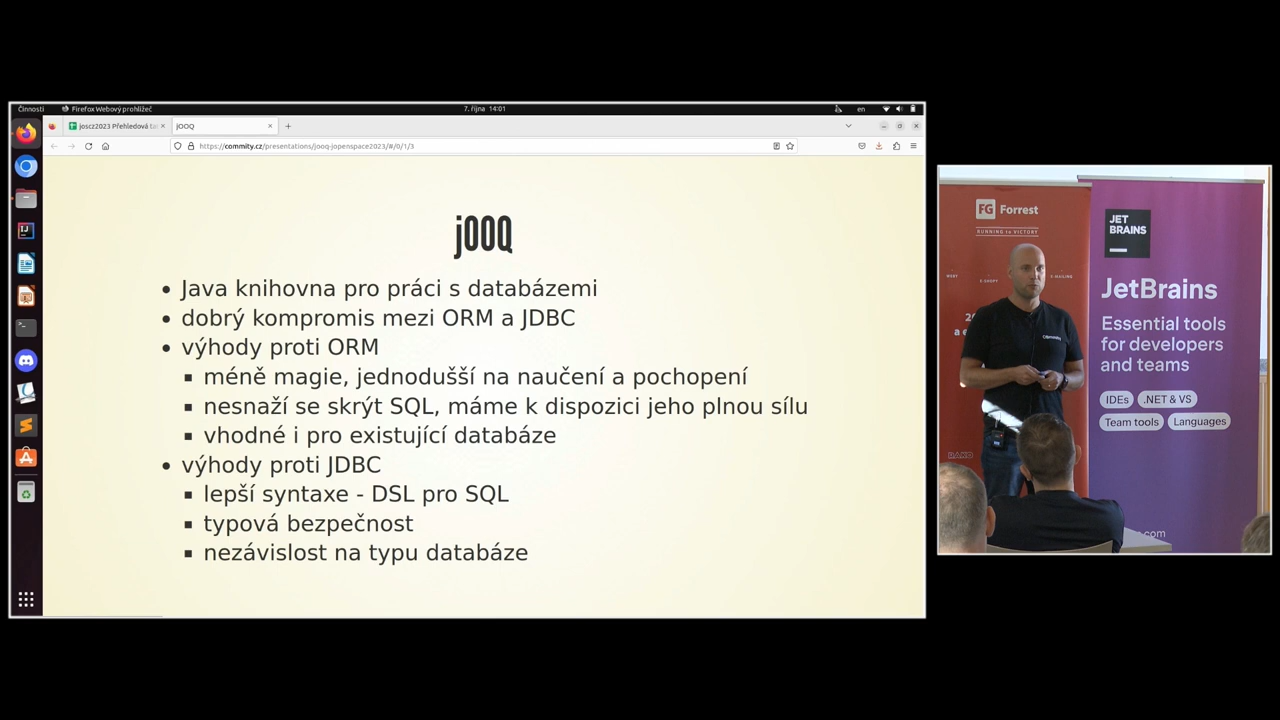 Činnosti
Firefox Webový prohlížeč
7. října 14:01
en
joscz2023 Přehledová ta
jOOQ
https://commity.cz/presentations/jooq-jopenspace2023/#/0/1/3
jOOQ
• Java knihovna pro práci s databázemi
• dobrý kompromis mezi ORM a JDBC
• výhody proti ORM
▪ méně magie, jednodušší na naučení a pochopení
▪ nesnaží se skrýt SQL, máme k dispozici jeho plnou sílu
▪ vhodné i pro existující databáze
• výhody proti JDBC
▪ lepší syntaxe - DSL pro SQL
▪ typová bezpečnost
▪ nezávislost na typu databáze
FG Forrest
RUNNING to VICTORY
E-SHOPY
E-MAILING
JET
BRAINS
JetBrains
Essential tools
for developers
and teams
IDEs
.NET & VS
Team tools
Languages
.com